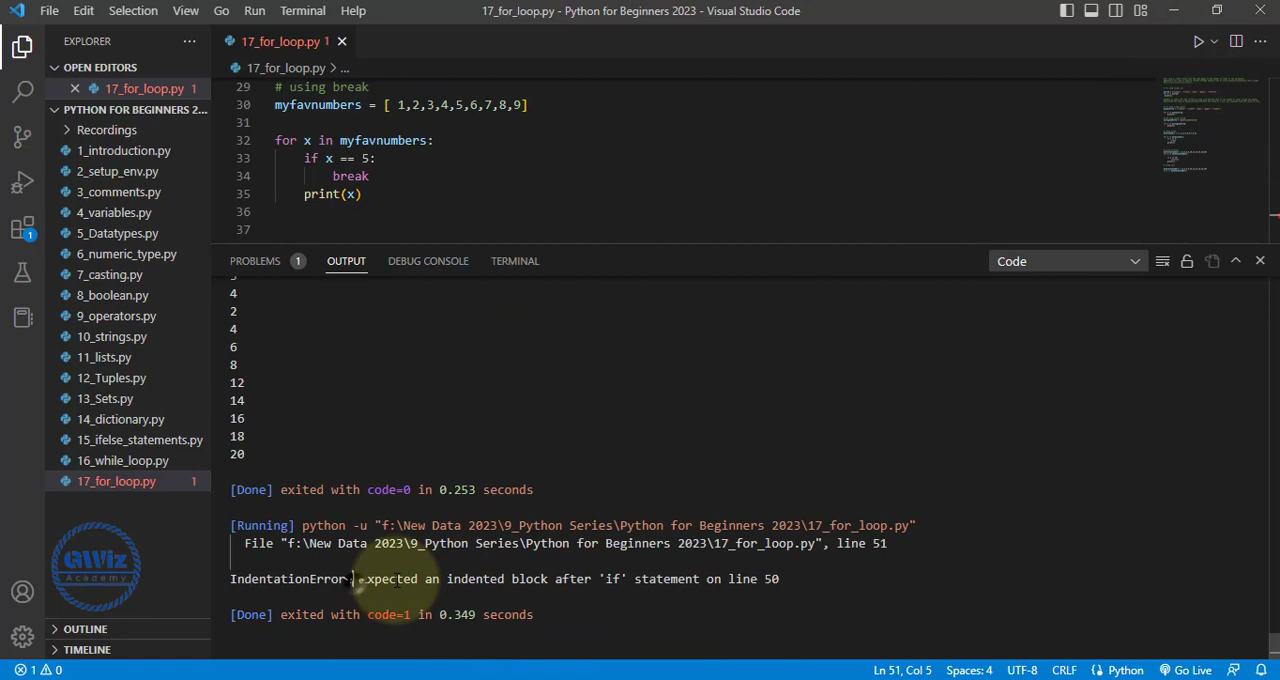 File Edit Selection View Go Run Terminal Help 17_for_loop.py - Python for Beginners 2023 - Visual Studio Code
EXPLORER
17_for_loop.py 1
OPEN EDITORS
17_for_loop.py > ...
17_for_loop.py 1
PYTHON FOR BEGINNERS 2...
Recordings
1_introduction.py
2_setup_env.py
3_comments.py
4_variables.py
5_Datatypes.py
6_numeric_type.py
7_casting.py
8_boolean.py
9_operators.py
10_strings.py
11_lists.py
12_Tuples.py
13_Sets.py
14_dictionary.py
15_ifelse_statements.py
16_while_loop.py
17_for_loop.py 1
GWiz
Academy
OUTLINE
TIMELINE
1
29 # using break
30 myfavnumbers = [ 1,2,3,4,5,6,7,8,9]
31
32 for x in myfavnumbers:
33 if x == 5:
34 break
35 print(x)
36
37
PROBLEMS 1 OUTPUT DEBUG CONSOLE TERMINAL Code
4
2
4
6
8
12
14
16
18
20
[Done] exited with code=0 in 0.253 seconds
[Running] python -u "f:\New Data 2023\9_Python Series\Python for Beginners 2023\17_for_loop.py"
File "f:\New Data 2023\9_Python Series\Python for Beginners 2023\17_for_loop.py", line 51
IndentationError: expected an indented block after 'if' statement on line 50
[Done] exited with code=1 in 0.349 seconds
1 0 Ln 51, Col 5 Spaces: 4 UTF-8 CRLF Python Go Live